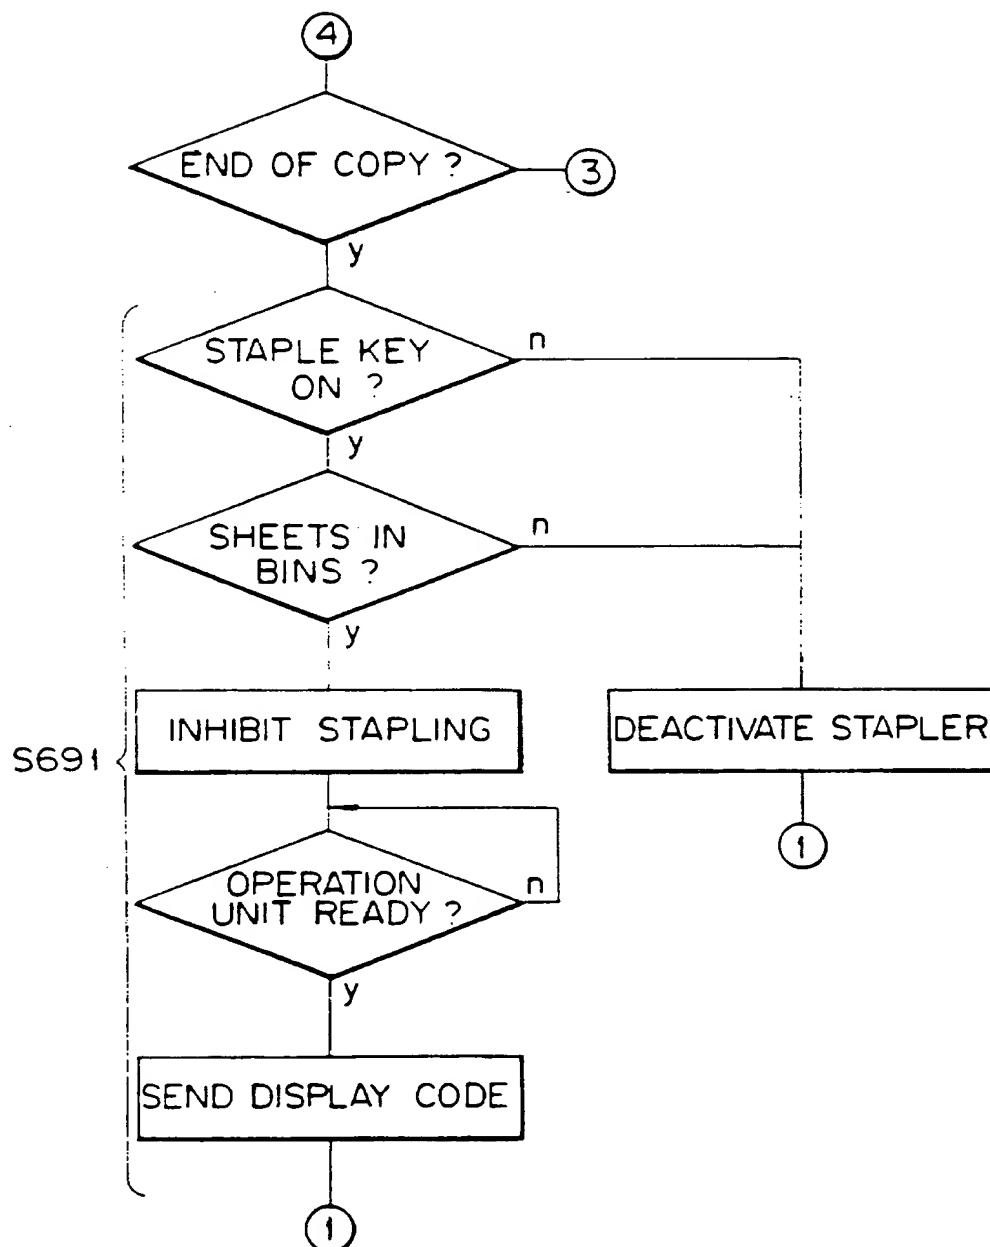 4
END OF COPY ?
3
y
STAPLE KEY
ON ?
n
y
SHEETS IN
BINS ?
n
y
INHIBIT STAPLING
DEACTIVATE STAPLER
S691
1
OPERATION
UNIT READY ?
n
y
SEND DISPLAY CODE
1